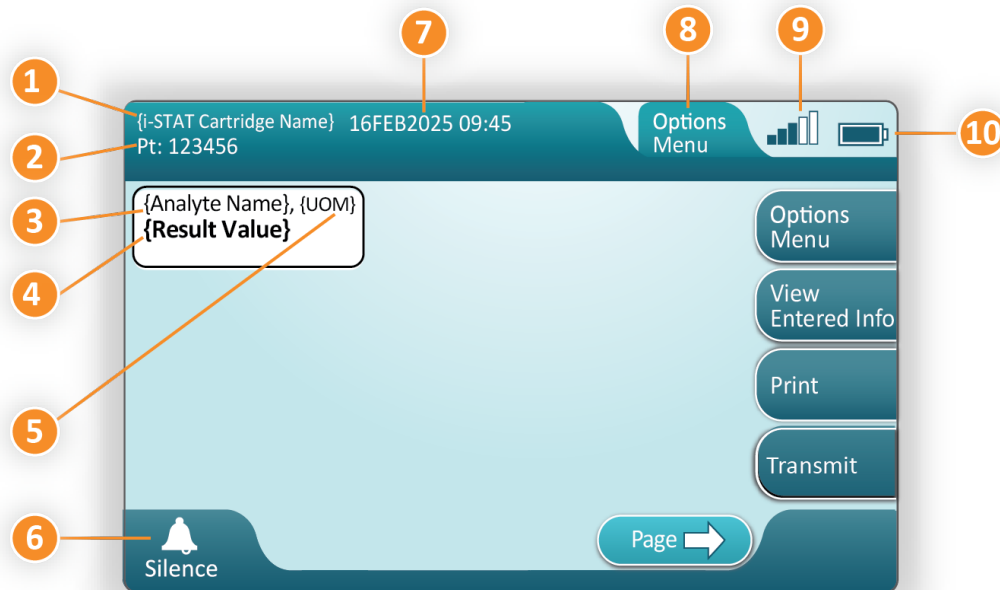 7
8
9
1
{i-STAT Cartridge Name} 16FEB2025 09:45
Options
Menu
10
2
Pt: 123456
3
{Analyte Name}, {UOM}
{Result Value}
4
Options
Menu
View
Entered Info
Print
5
Transmit
6
Silence
Page